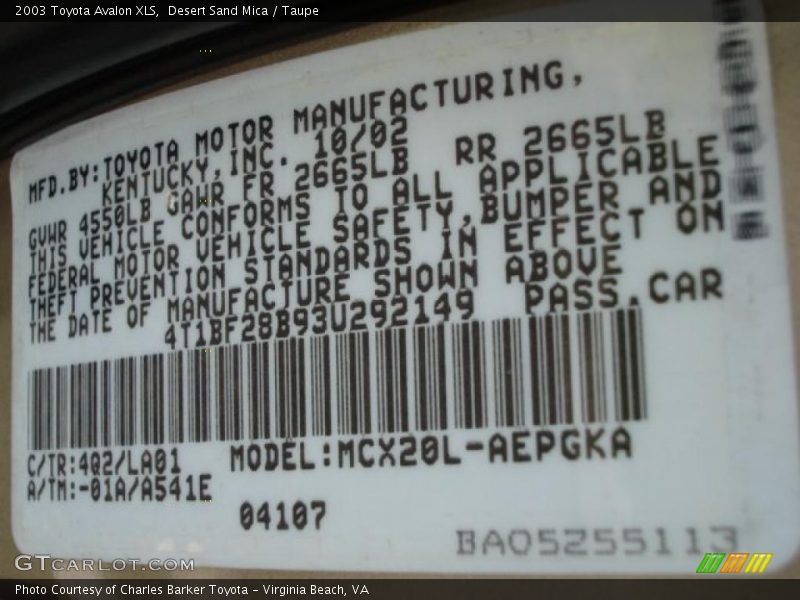 2003 Toyota Avalon XLS,  Desert Sand Mica / Taupe
MFD.BY:TOYOTA MOTOR MANUFACTURING,
KENTUCKY,INC. 10/02
GVWR 4550LB GAWR FR 2665LB RR 2665LB
THIS VEHICLE CONFORMS TO ALL APPLICABLE
FEDERAL MOTOR VEHICLE SAFETY,BUMPER AND
THEFT PREVENTION STANDARDS IN EFFECT ON
THE DATE OF MANUFACTURE SHOWN ABOVE
4T1BF28B93U292149 PASS.CAR
C/TR:4Q2/LA01 MODEL:MCX20L-AEPGKA
A/TM:-01A/A541E
04107
BA05255113
GTCARLOT.COM
Photo Courtesy of Charles Barker Toyota - Virginia Beach, VA